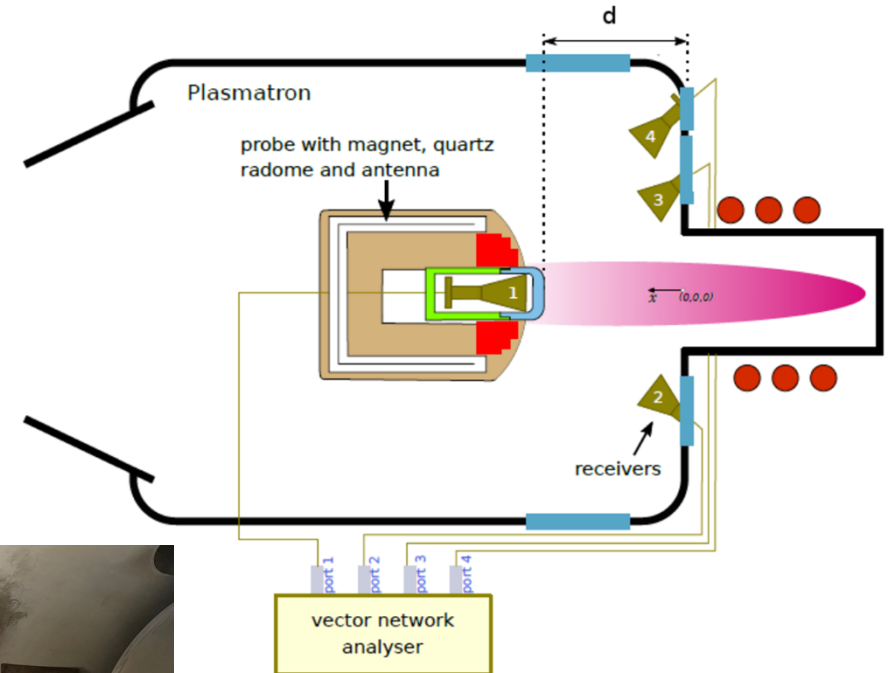 d
Plasmatron
probe with magnet, quartz
radome and antenna
4
3
1
x
(0,0,0)
2
receivers
port 1
port 2
port 3
port 4
vector network
analyser